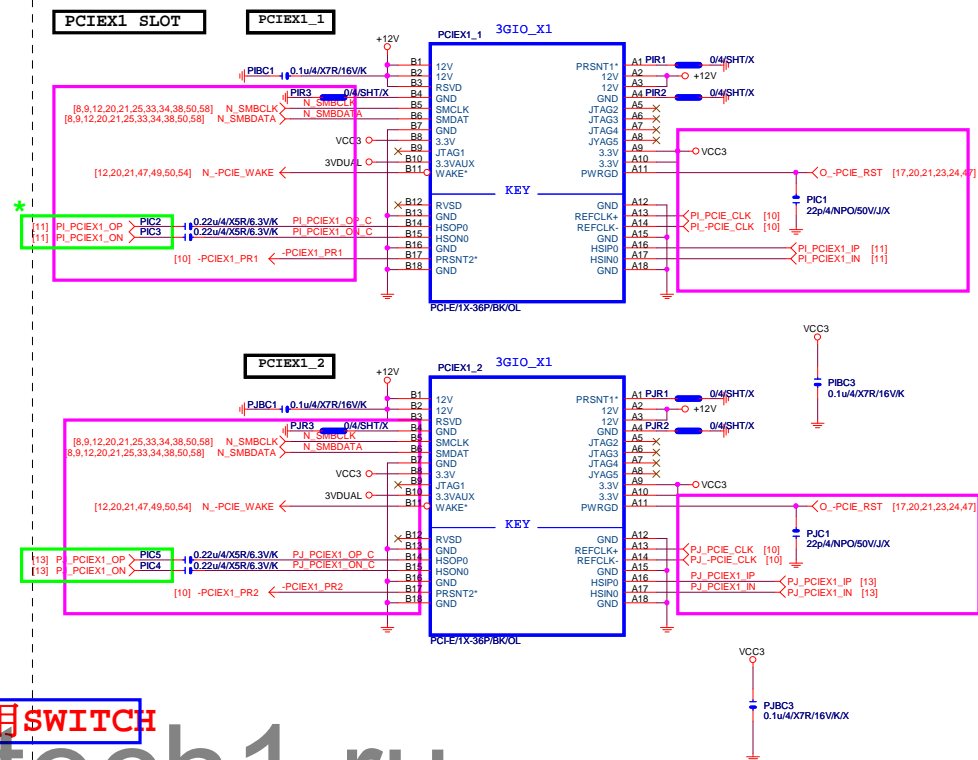 PCIEX1 SLOT
PCIEX1_1
+12V
PCIEX1_1
3GIO_X1
PIBC1 0.1u/4/X7R/16V/K
PIR3 0/4/SHT/X
[8,9,12,20,21,25,33,34,38,50,58] N_SMBCLK N_SMBCLK
[8,9,12,20,21,25,33,34,38,50,58] N_SMBDATA N_SMBDATA
VCC3
3VDUAL
[12,20,21,47,49,50,54] N_-PCIE_WAKE
*
[11] PI_PCIEX1_OP PIC2 0.22u/4/X5R/6.3V/K PI_PCIEX1_OP_C
[11] PI_PCIEX1_ON PIC3 0.22u/4/X5R/6.3V/K PI_PCIEX1_ON_C
[10] -PCIEX1_PR1 -PCIEX1_PR1
B1 12V
B2 12V
B3 RSVD
B4 GND
B5 SMCLK
B6 SMDAT
B7 GND
B8 3.3V
B9 JTAG1
B10 3.3VAUX
B11 WAKE*
KEY
B12 RVSD
B13 GND
B14 HSOP0
B15 HSON0
B16 GND
B17 PRSNT2*
B18 GND
PRSNT1* A1 PIR1 0/4/SHT/X
12V A2 +12V
12V A3
GND A4 PIR2 0/4/SHT/X
JTAG2 A5
JTAG3 A6
JTAG4 A7
JYAG5 A8
3.3V A9 VCC3
3.3V A10
PWRGD A11 O_-PCIE_RST [17,20,21,23,24,47]
PIC1
22p/4/NPO/50V/J/X
GND A12
REFCLK+ A13 PI_PCIE_CLK [10]
REFCLK- A14 PI_-PCIE_CLK [10]
GND A15
HSIP0 A16 PI_PCIEX1_IP [11]
HSIN0 A17 PI_PCIEX1_IN [11]
GND A18
PCI-E/1X-36P/BK/OL
VCC3
PIBC3
0.1u/4/X7R/16V/K
PCIEX1_2
+12V
PCIEX1_2
3GIO_X1
PJBC1 0.1u/4/X7R/16V/K
PJR3 0/4/SHT/X
[8,9,12,20,21,25,33,34,38,50,58] N_SMBCLK N_SMBCLK
8,9,12,20,21,25,33,34,38,50,58] N_SMBDATA N_SMBDATA
VCC3
3VDUAL
[12,20,21,47,49,50,54] N_-PCIE_WAKE
[13] PJ_PCIEX1_OP PIC5 0.22u/4/X5R/6.3V/K PJ_PCIEX1_OP_C
[13] PJ_PCIEX1_ON PIC4 0.22u/4/X5R/6.3V/K PJ_PCIEX1_ON_C
[10] -PCIEX1_PR2 -PCIEX1_PR2
B1 12V
B2 12V
B3 RSVD
B4 GND
B5 SMCLK
B6 SMDAT
B7 GND
B8 3.3V
B9 JTAG1
B10 3.3VAUX
B11 WAKE*
KEY
B12 RVSD
B13 GND
B14 HSOP0
B15 HSON0
B16 GND
B17 PRSNT2*
B18 GND
PRSNT1* A1 PJR1 0/4/SHT/X
12V A2 +12V
12V A3
GND A4 PJR2 0/4/SHT/X
JTAG2 A5
JTAG3 A6
JTAG4 A7
JYAG5 A8
3.3V A9 VCC3
3.3V A10
PWRGD A11 O_-PCIE_RST [17,20,21,23,24,47]
PJC1
22p/4/NPO/50V/J/X
GND A12
REFCLK+ A13 PJ_PCIE_CLK [10]
REFCLK- A14 PJ_-PCIE_CLK [10]
GND A15
HSIP0 A16 PJ_PCIEX1_IP PJ_PCIEX1_IP [13]
HSIN0 A17 PJ_PCIEX1_IN PJ_PCIEX1_IN [13]
GND A18
PCI-E/1X-36P/BK/OL
VCC3
PJBC3
0.1u/4/X7R/16V/K/X
SWITCH
tech1.ru